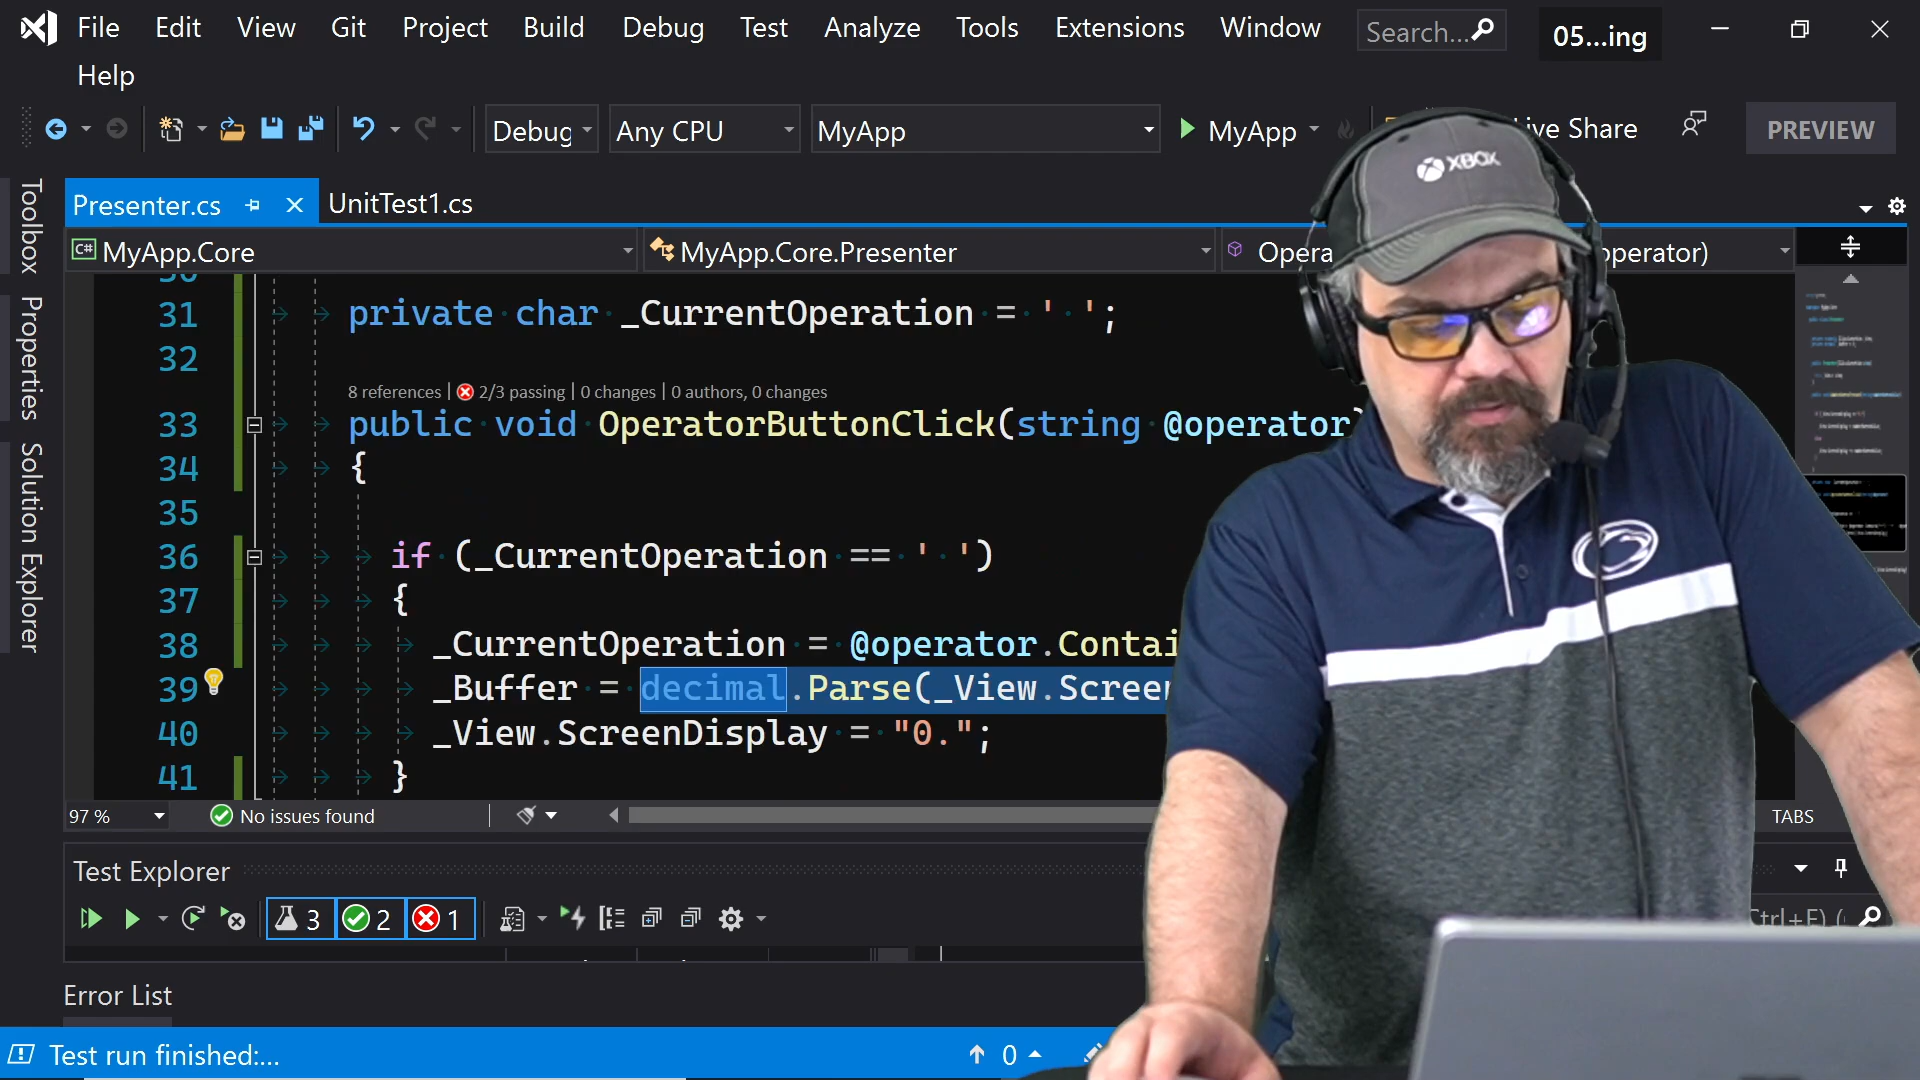 File Edit View Git Project Build Debug Test Analyze Tools Extensions Window Search... 05...ing
Help
Debug Any CPU MyApp MyApp Live Share PREVIEW
Toolbox
Properties
Solution Explorer
Presenter.cs UnitTest1.cs
C# MyApp.Core MyApp.Core.Presenter Opera operator)
XBOX
30
31 private char _CurrentOperation = ' ';
32
8 references | 2/3 passing | 0 changes | 0 authors, 0 changes
33 public void OperatorButtonClick(string @operator)
34 {
35
36 if (_CurrentOperation == ' ')
37 {
38 _CurrentOperation = @operator.Contai
39 _Buffer = decimal.Parse(_View.Screen
40 _View.ScreenDisplay = "0.";
41 }
97 % No issues found TABS
Test Explorer
3 2 1 Ctrl+E) (
Error List
Test run finished:... 0